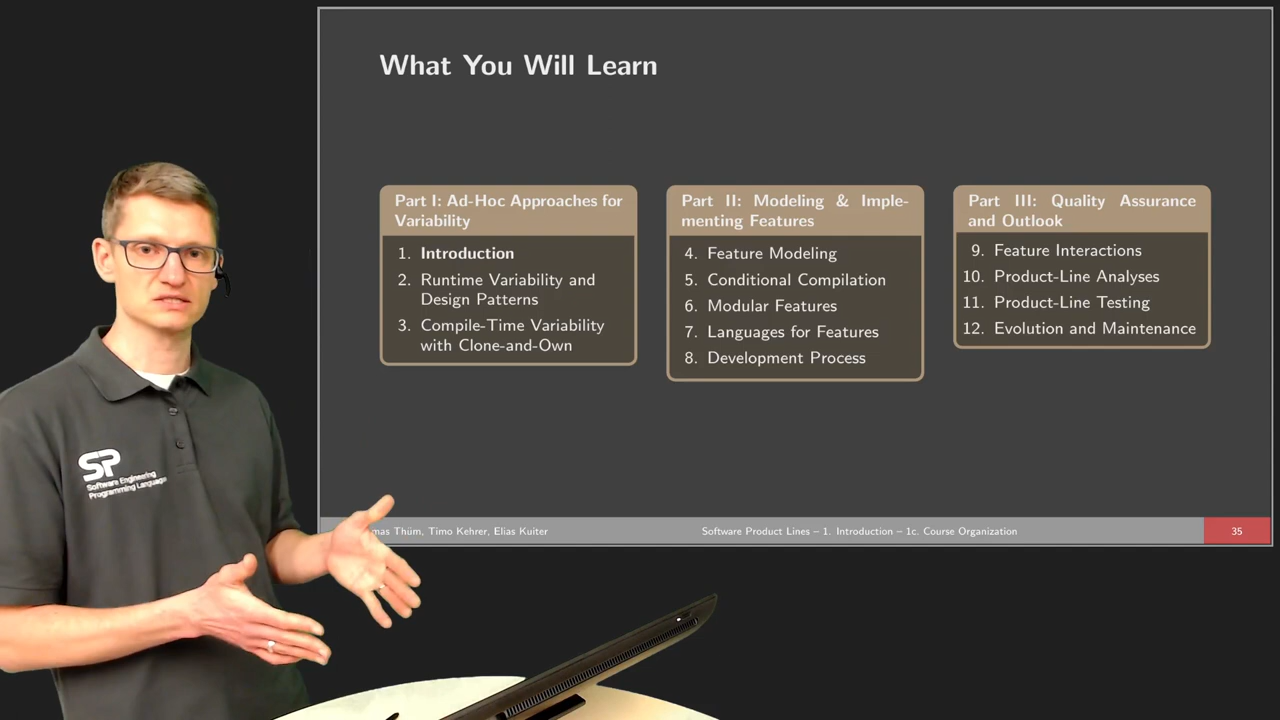 What You Will Learn
Part I: Ad-Hoc Approaches for
Variability
1. Introduction
2. Runtime Variability and
Design Patterns
3. Compile-Time Variability
with Clone-and-Own
Part II: Modeling & Imple-
menting Features
4. Feature Modeling
5. Conditional Compilation
6. Modular Features
7. Languages for Features
8. Development Process
Part III: Quality Assurance
and Outlook
9. Feature Interactions
10. Product-Line Analyses
11. Product-Line Testing
12. Evolution and Maintenance
SP
Software Engineering
Programming Languages
mas Thüm, Timo Kehrer, Elias Kuiter
Software Product Lines – 1. Introduction – 1c. Course Organization
35